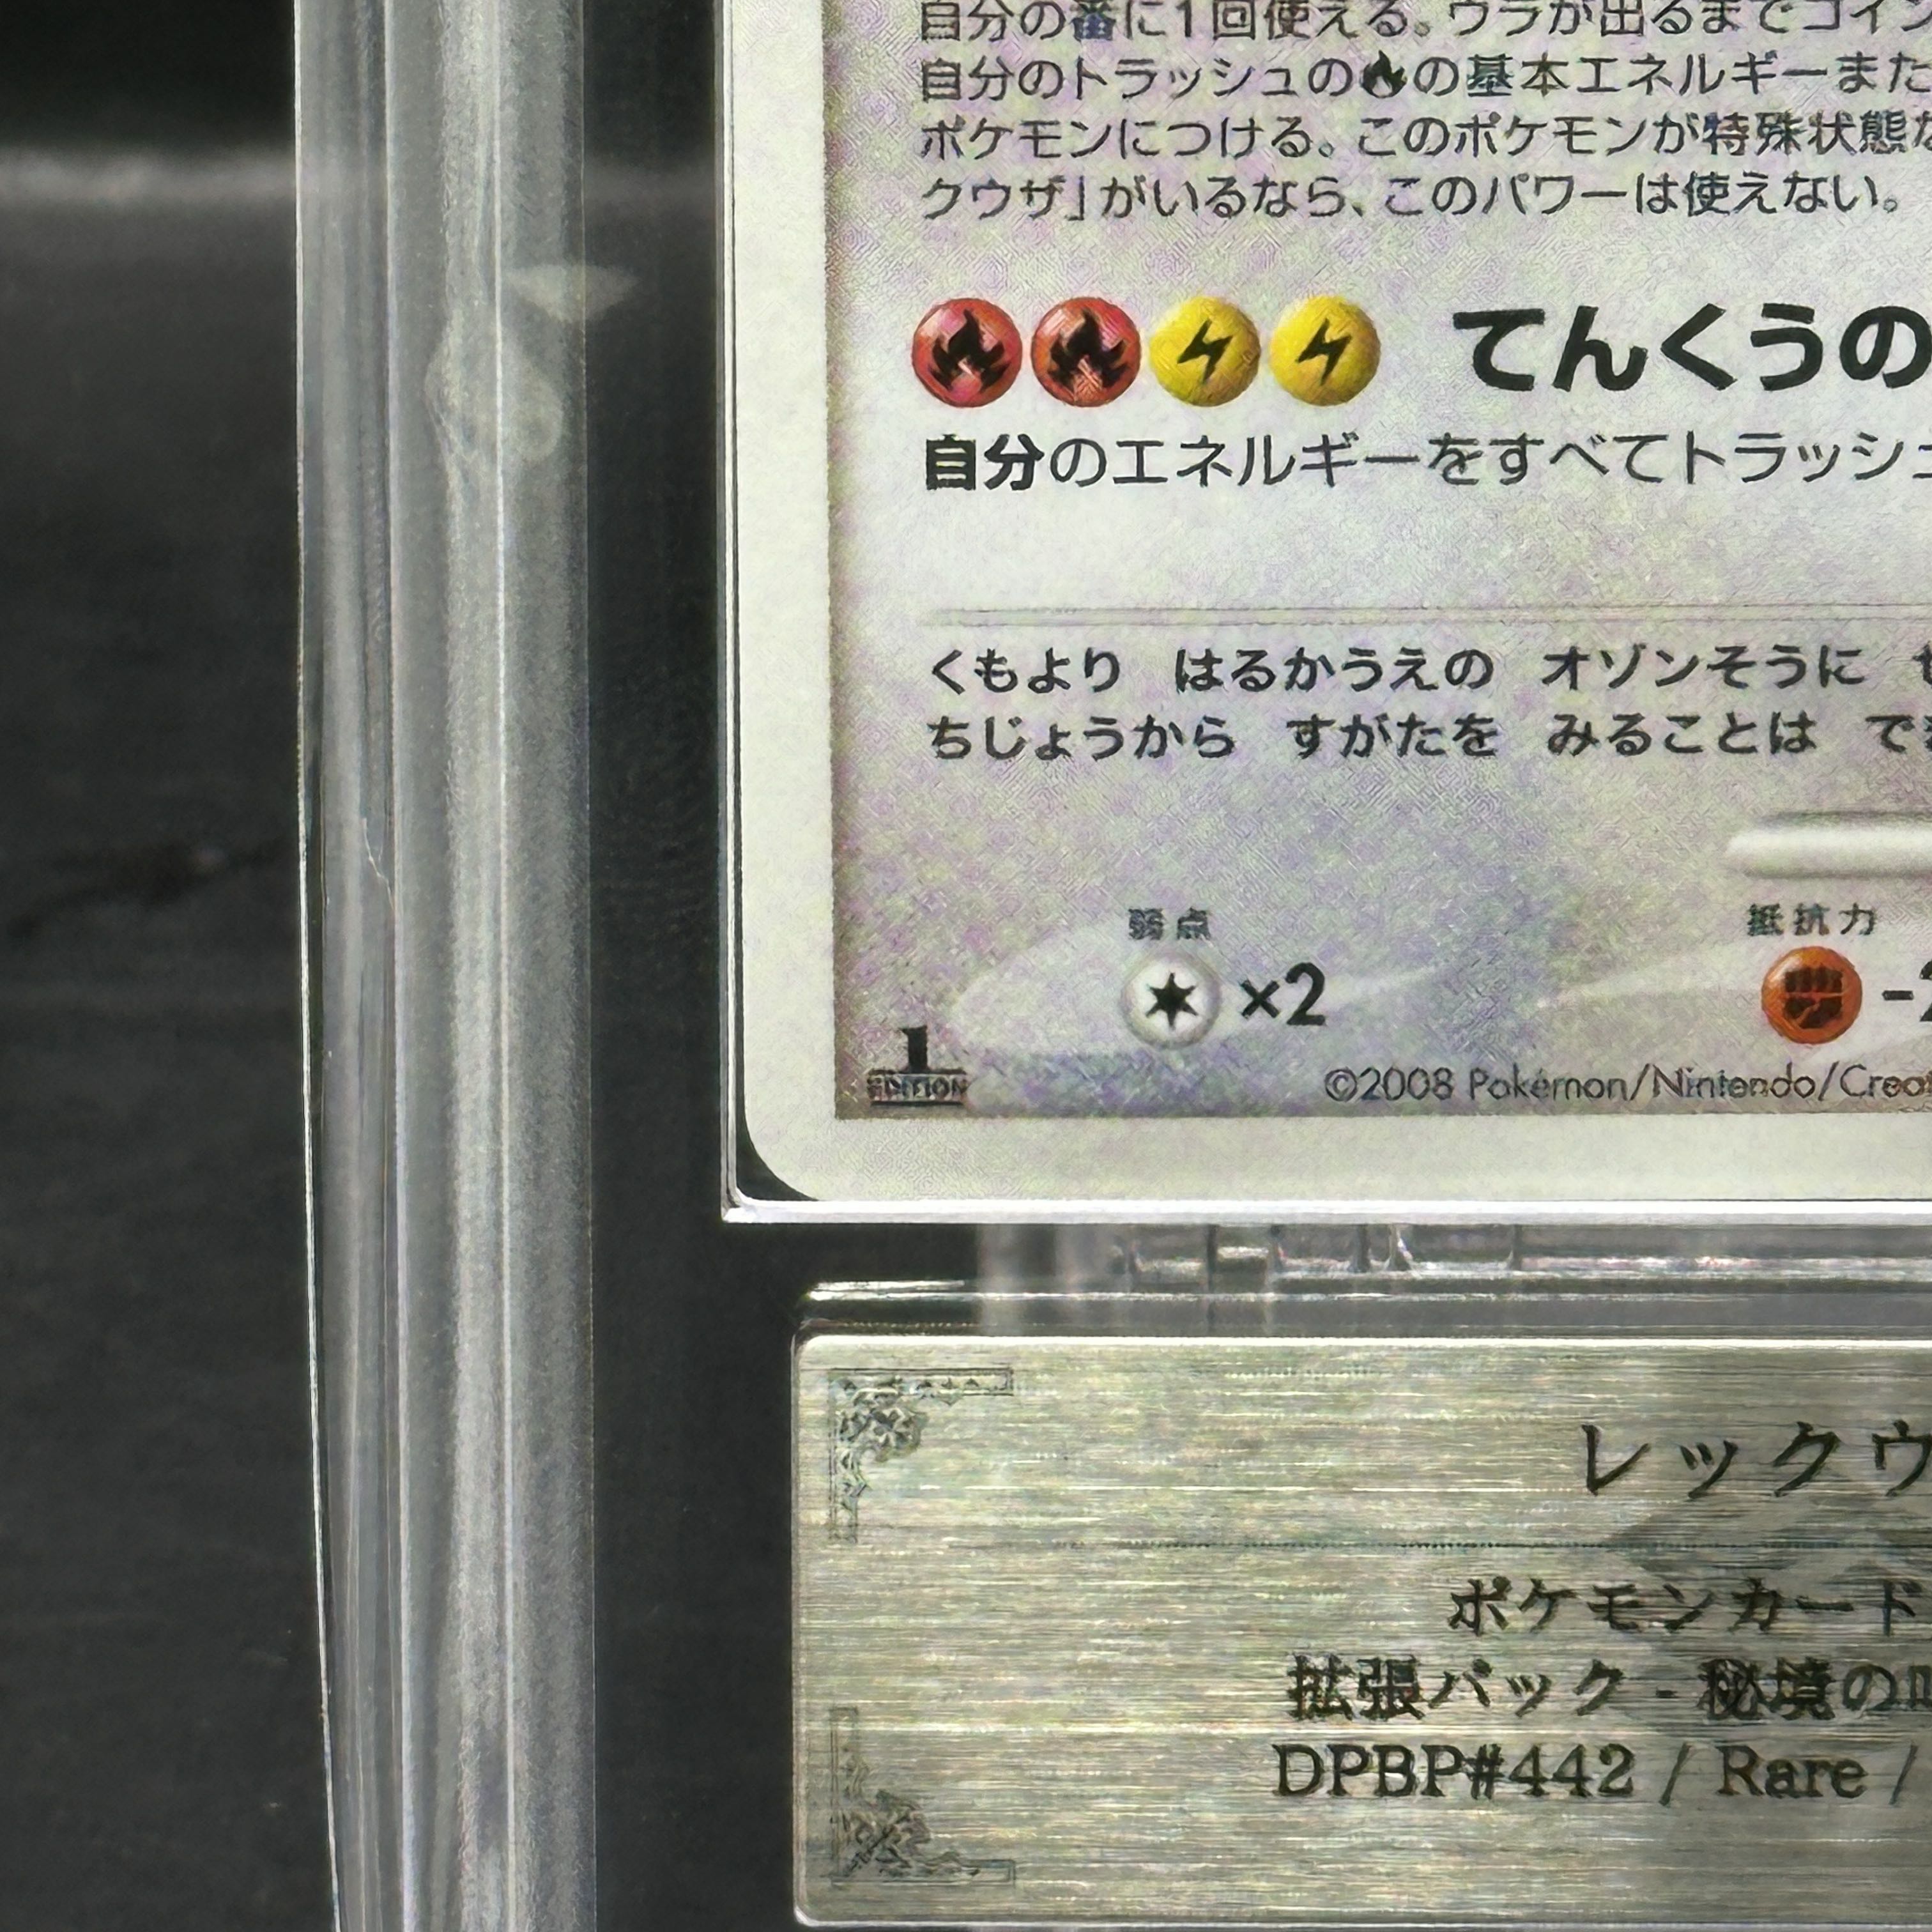 自分の番に1回使える。ウラが出るまでコイン
自分のトラッシュの🔥の基本エネルギーまた
ポケモンにつける。このポケモンが特殊状態な
クウザ」がいるなら、このパワーは使えない。
てんくうの
自分のエネルギーをすべてトラッシュ
くもより はるかうえの オゾンそうに
ちじょうから すがたを みることは でき
弱点
抵抗力
×2
-2
1
EDITION
©2008 Pokémon/Nintendo/Creat
レックウ
ポケモンカード
拡張パック - 秘境の
DPBP#442 / Rare /